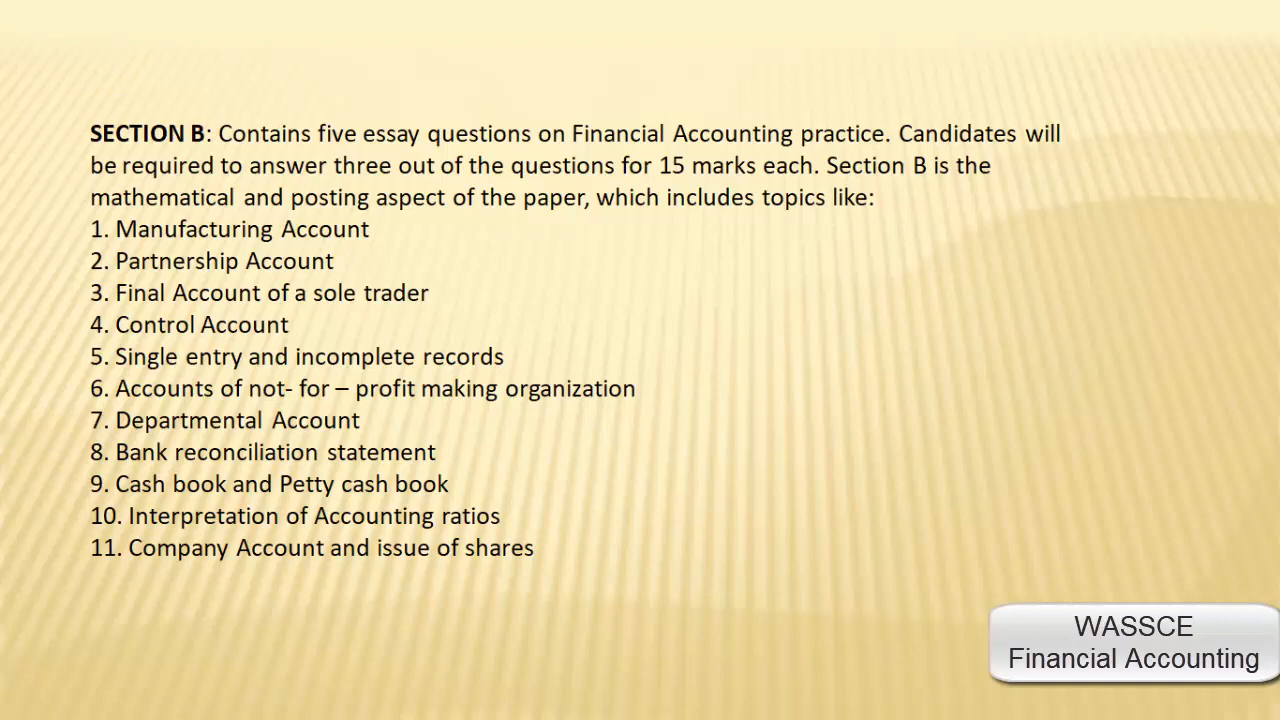 SECTION B: Contains five essay questions on Financial Accounting practice. Candidates will
be required to answer three out of the questions for 15 marks each. Section B is the
mathematical and posting aspect of the paper, which includes topics like:
1. Manufacturing Account
2. Partnership Account
3. Final Account of a sole trader
4. Control Account
5. Single entry and incomplete records
6. Accounts of not- for – profit making organization
7. Departmental Account
8. Bank reconciliation statement
9. Cash book and Petty cash book
10. Interpretation of Accounting ratios
11. Company Account and issue of shares
WASSCE
Financial Accounting